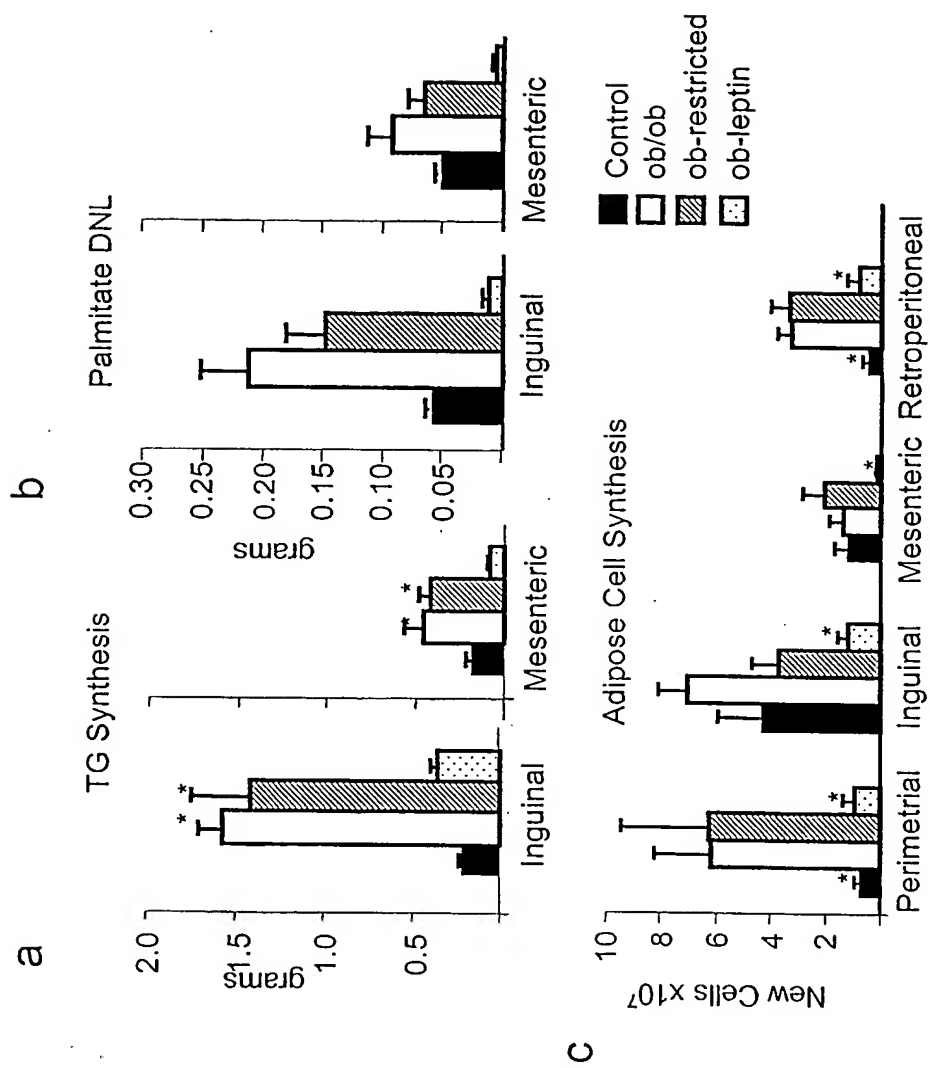 a
TG Synthesis
grams
2.0
1.5
1.0
0.5
*
*
*
*
Inguinal
Mesenteric
b
Palmitate DNL
grams
0.30
0.25
0.20
0.15
0.10
0.05
Inguinal
Mesenteric
c
Adipose Cell Synthesis
New Cells x10⁷
10
8
6
4
2
*
*
*
*
*
*
Perimetrial
Inguinal
Mesenteric
Retroperitoneal
Control
ob/ob
ob-restricted
ob-leptin